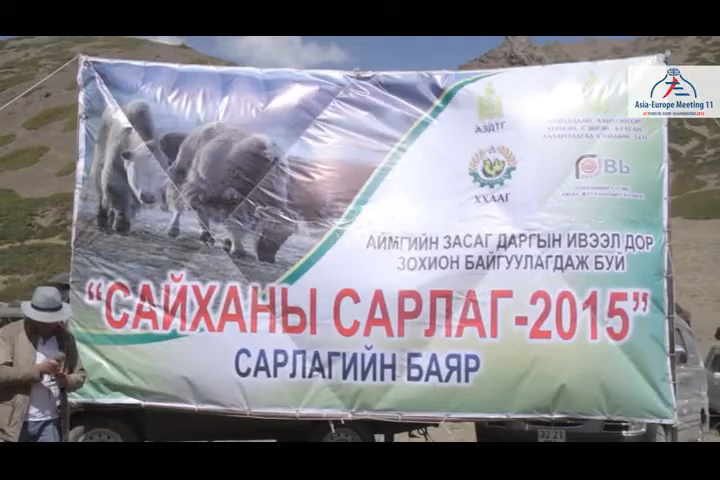 Asia-Europe Meeting 11
АЗДТГ
ХХААГ
ВЬ
АЙМГИЙН ЗАСАГ ДАРГЫН ИВЭЭЛ ДОР
ЗОХИОН БАЙГУУЛАГДАЖ БУЙ
“САЙХАНЫ САРЛАГ-2015”
САРЛАГИЙН БАЯР